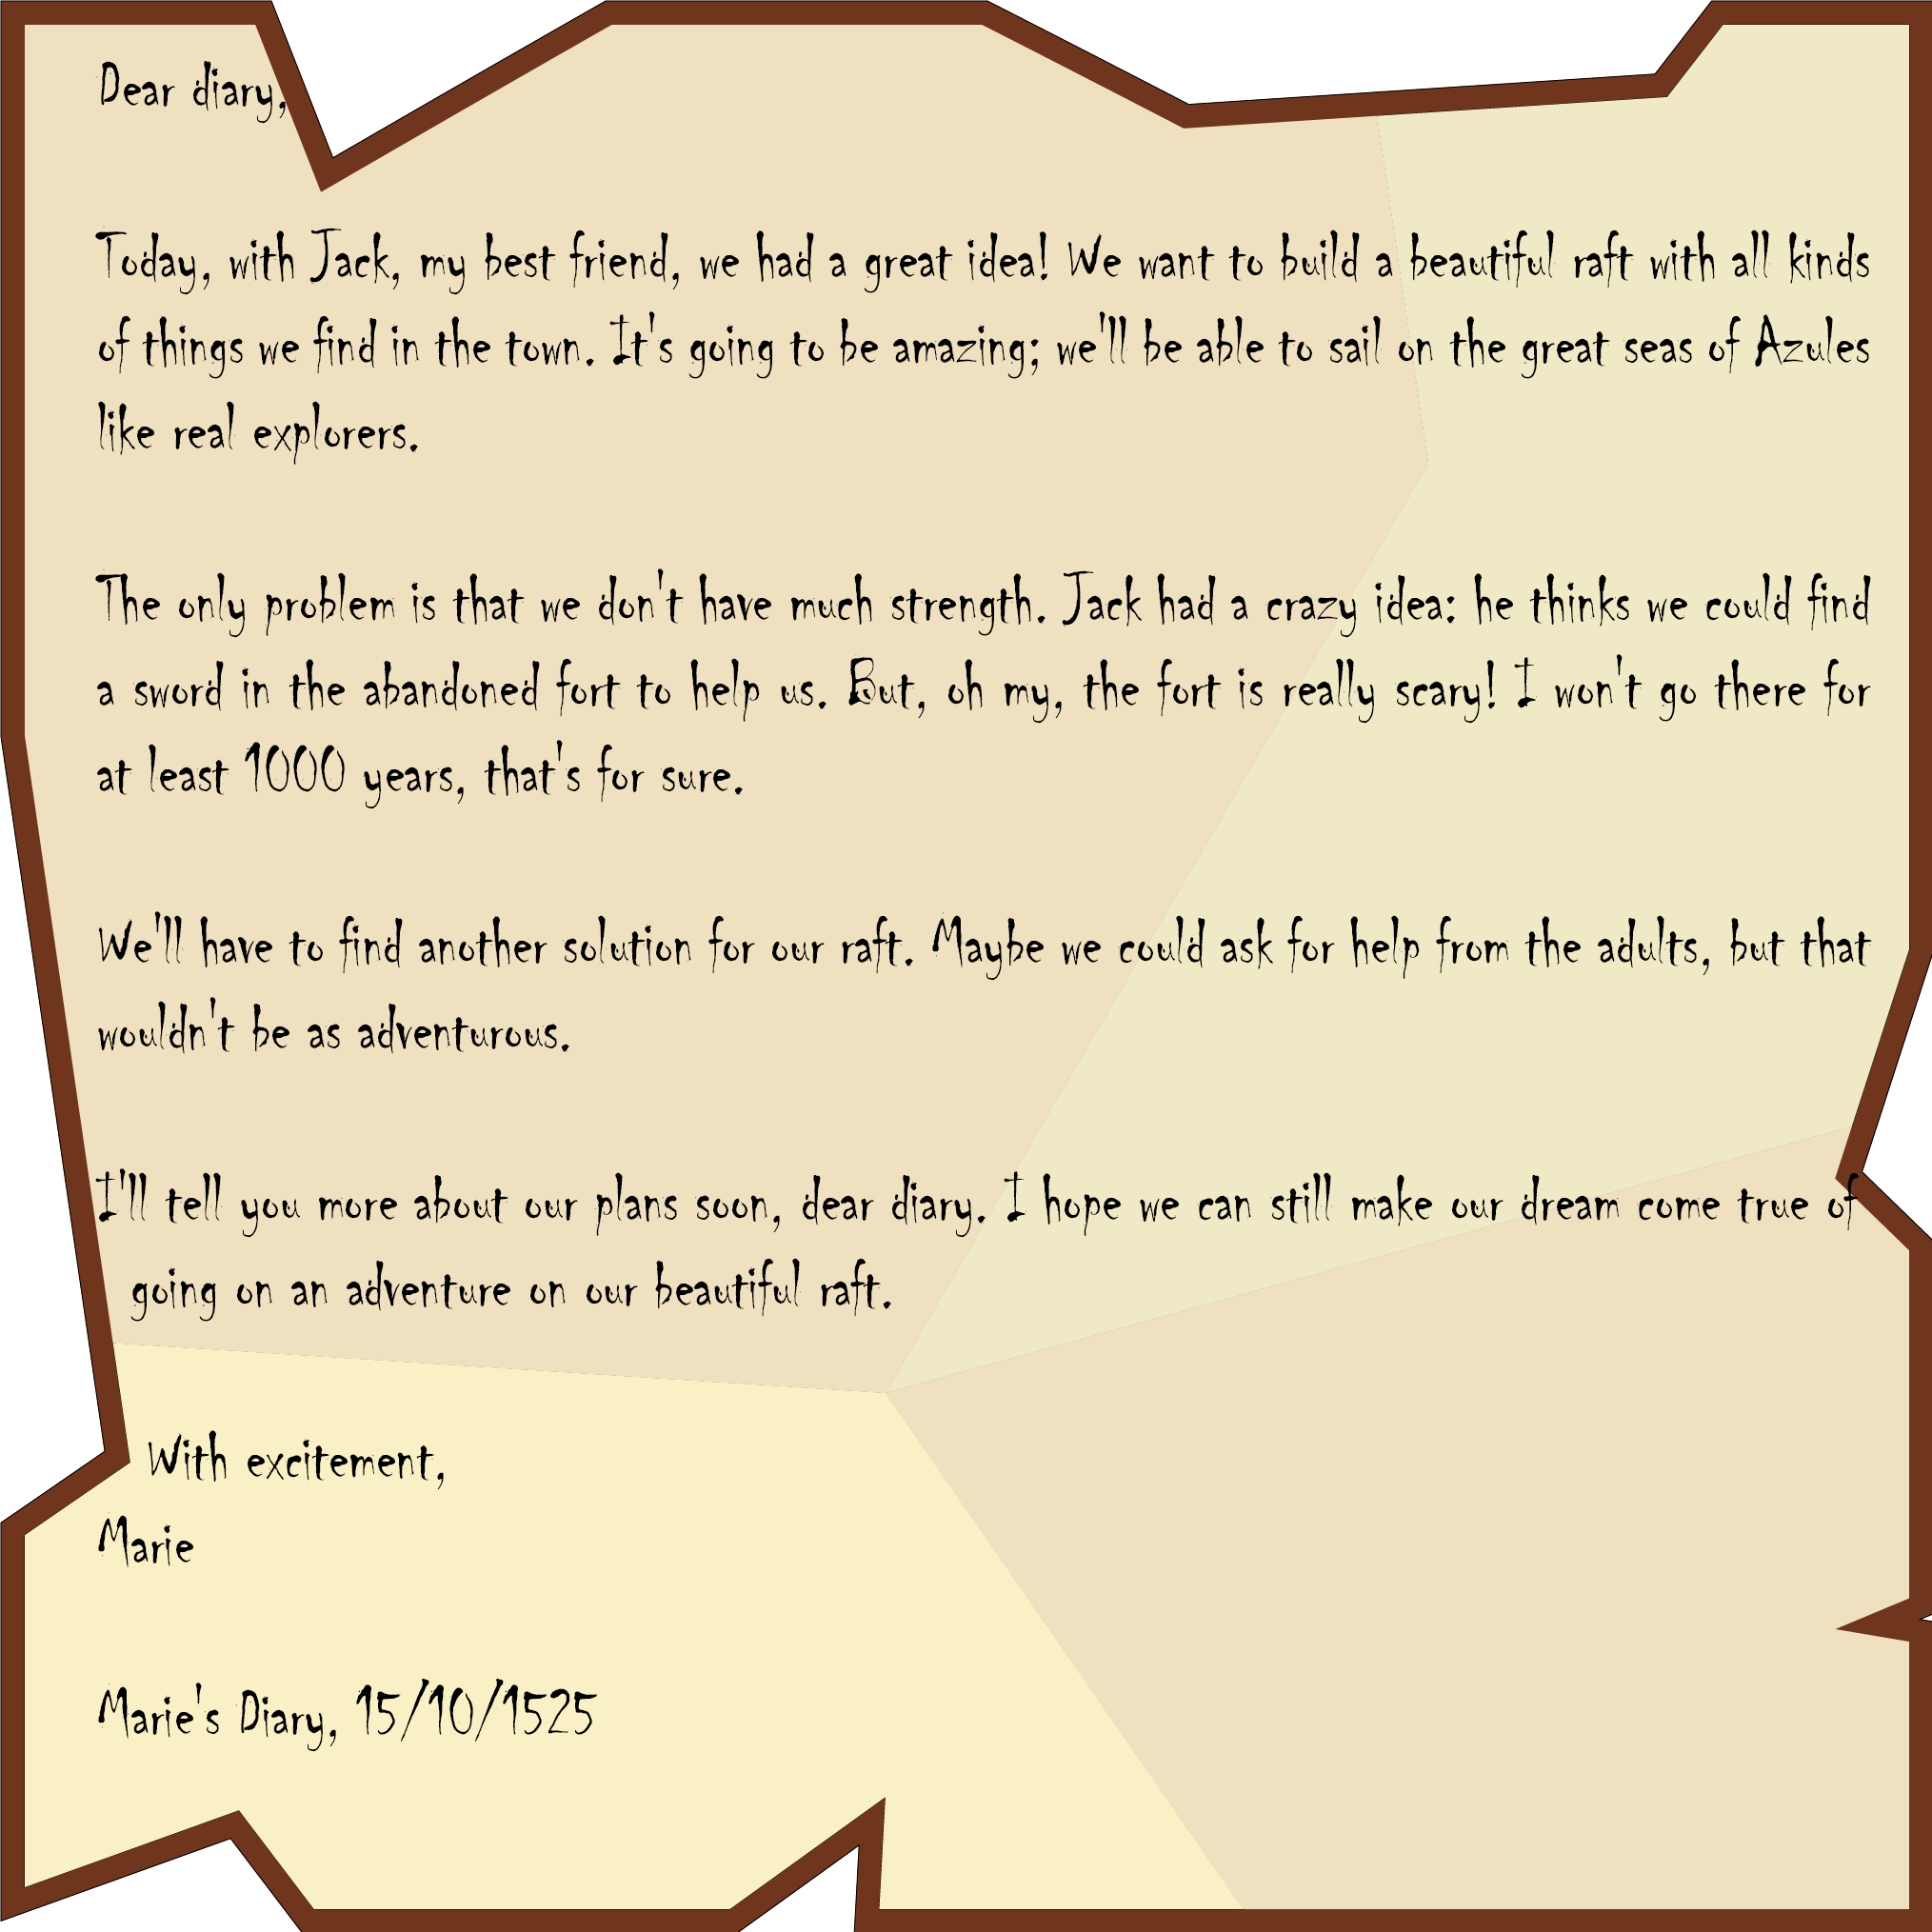 Dear diary,
Today, with Jack, my best friend, we had a great idea! We want to build a beautiful raft with all kinds
of things we find in the town. It's going to be amazing; we'll be able to sail on the great seas of Azules
like real explorers.
The only problem is that we don't have much strength. Jack had a crazy idea: he thinks we could find
a sword in the abandoned fort to help us. But, oh my, the fort is really scary! I won't go there for
at least 1000 years, that's for sure.
We'll have to find another solution for our raft. Maybe we could ask for help from the adults, but that
wouldn't be as adventurous.
I'll tell you more about our plans soon, dear diary. I hope we can still make our dream come true of
going on an adventure on our beautiful raft.
With excitement,
Marie
Marie's Diary, 15/10/1525